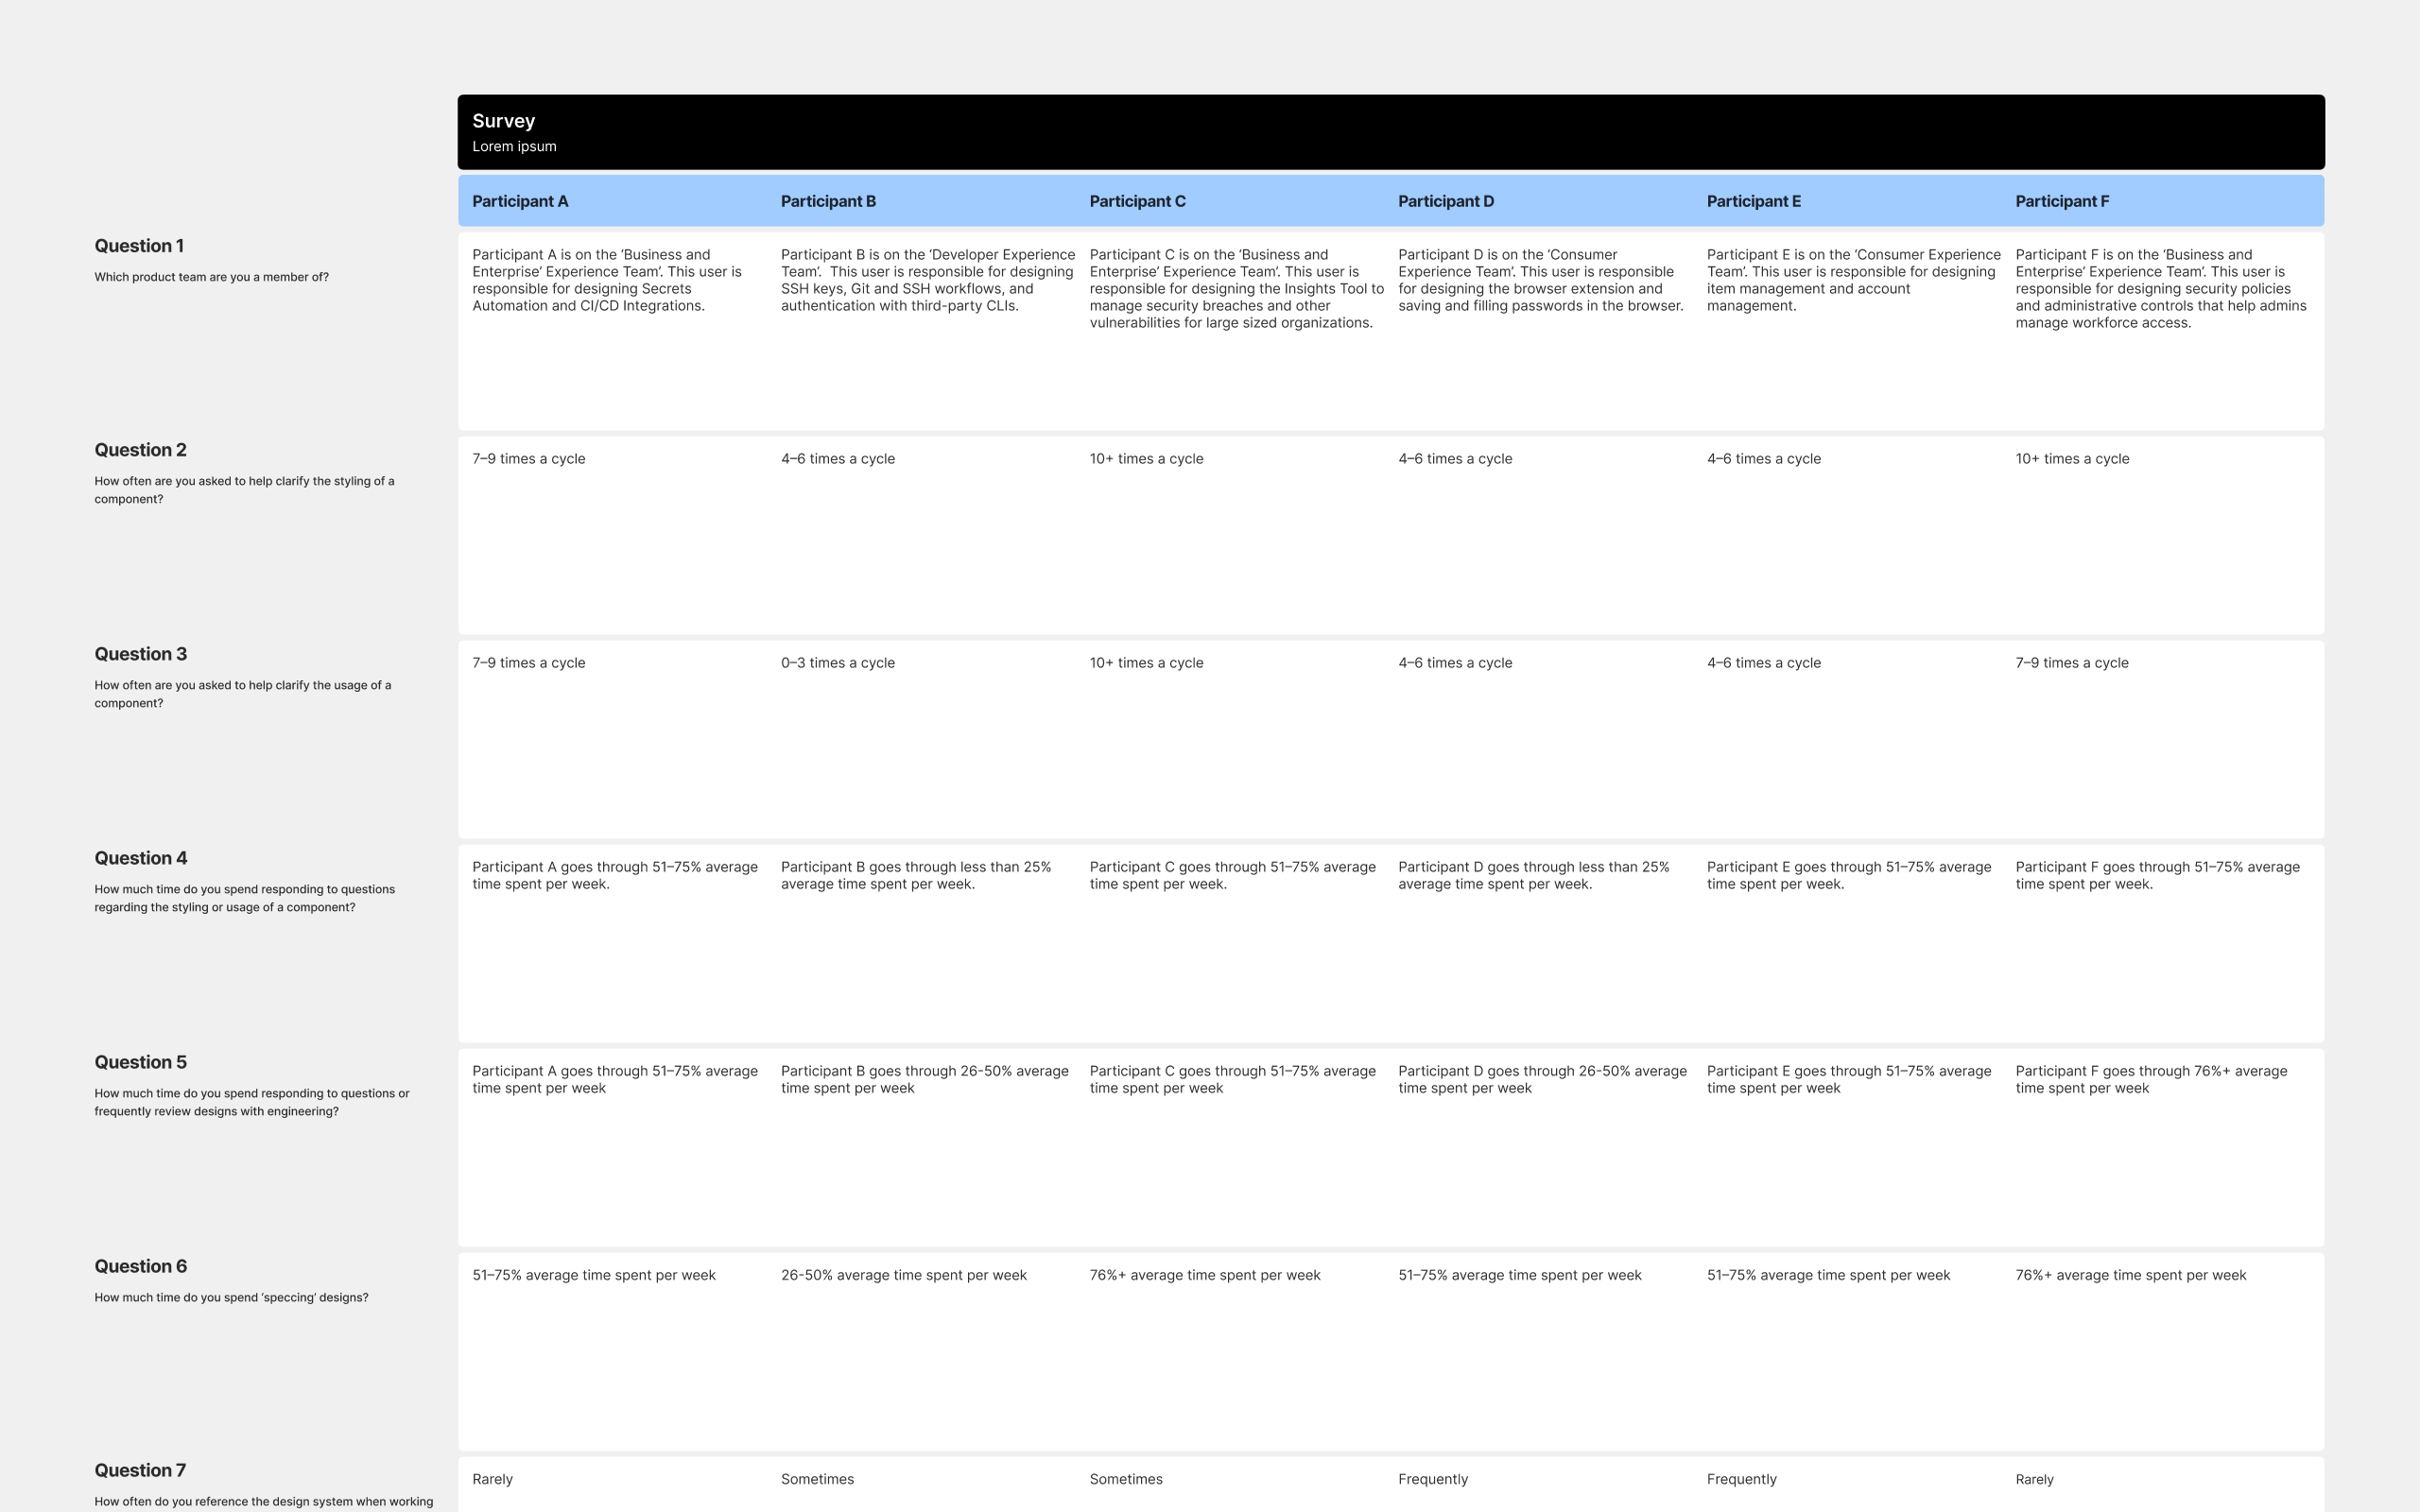 Survey
Lorem ipsum
Participant A
Participant B
Participant C
Participant D
Participant E
Participant F
Question 1
Which product team are you a member of?
Participant A is on the ‘Business and
Enterprise’ Experience Team’. This user is
responsible for designing Secrets
Automation and CI/CD Integrations.
Participant B is on the ‘Developer Experience
Team’.  This user is responsible for designing
SSH keys, Git and SSH workflows, and
authentication with third-party CLIs.
Participant C is on the ‘Business and
Enterprise’ Experience Team’. This user is
responsible for designing the Insights Tool to
manage security breaches and other
vulnerabilities for large sized organizations.
Participant D is on the ‘Consumer
Experience Team’. This user is responsible
for designing the browser extension and
saving and filling passwords in the browser.
Participant E is on the ‘Consumer Experience
Team’. This user is responsible for designing
item management and account
management.
Participant F is on the ‘Business and
Enterprise’ Experience Team’. This user is
responsible for designing security policies
and administrative controls that help admins
manage workforce access.
Question 2
How often are you asked to help clarify the styling of a
component?
7–9 times a cycle
4–6 times a cycle
10+ times a cycle
4–6 times a cycle
4–6 times a cycle
10+ times a cycle
Question 3
How often are you asked to help clarify the usage of a
component?
7–9 times a cycle
0–3 times a cycle
10+ times a cycle
4–6 times a cycle
4–6 times a cycle
7–9 times a cycle
Question 4
How much time do you spend responding to questions
regarding the styling or usage of a component?
Participant A goes through 51–75% average
time spent per week.
Participant B goes through less than 25%
average time spent per week.
Participant C goes through 51–75% average
time spent per week.
Participant D goes through less than 25%
average time spent per week.
Participant E goes through 51–75% average
time spent per week.
Participant F goes through 51–75% average
time spent per week.
Question 5
How much time do you spend responding to questions or
frequently review designs with engineering?
Participant A goes through 51–75% average
time spent per week
Participant B goes through 26-50% average
time spent per week
Participant C goes through 51–75% average
time spent per week
Participant D goes through 26-50% average
time spent per week
Participant E goes through 51–75% average
time spent per week
Participant F goes through 76%+ average
time spent per week
Question 6
How much time do you spend ‘speccing’ designs?
51–75% average time spent per week
26-50% average time spent per week
76%+ average time spent per week
51–75% average time spent per week
51–75% average time spent per week
76%+ average time spent per week
Question 7
How often do you reference the design system when working
Rarely
Sometimes
Sometimes
Frequently
Frequently
Rarely